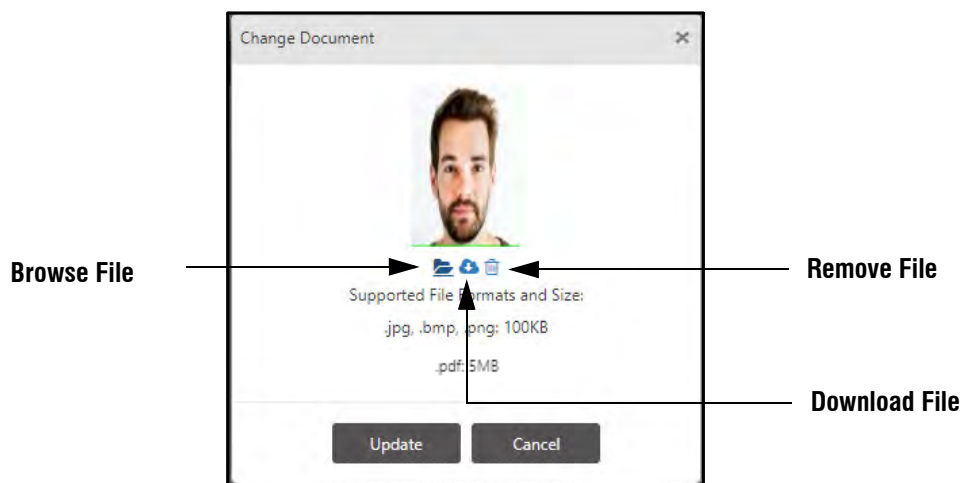 Change Document
Browse File
Remove File
Supported File Formats and Size:
.jpg, .bmp, .png: 100KB
.pdf: 5MB
Download File
Update Cancel